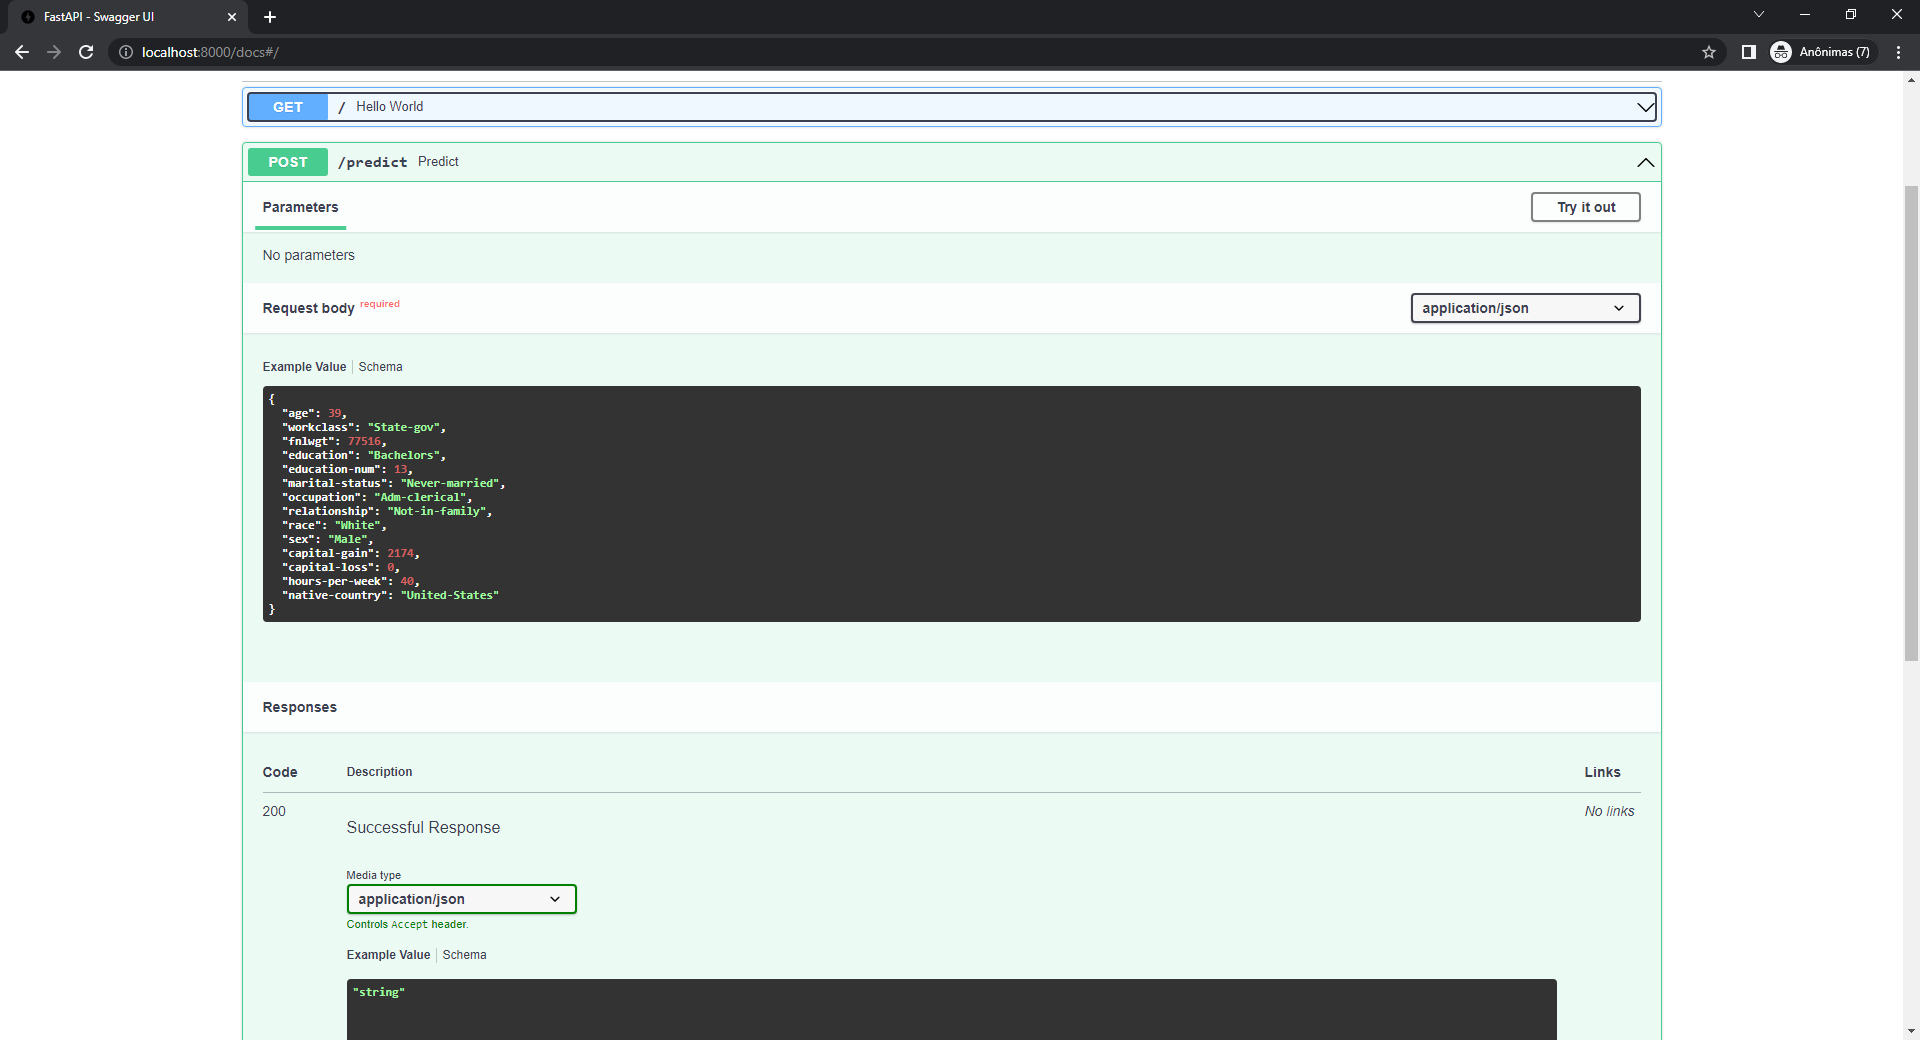 FastAPI - Swagger UI
localhost:8000/docs#/
Anônimas (7)
GET / Hello World
POST /predict Predict
Parameters
Try it out
No parameters
Request body required
application/json
Example Value Schema
{
"age": 39,
"workclass": "State-gov",
"fnlwgt": 77516,
"education": "Bachelors",
"education-num": 13,
"marital-status": "Never-married",
"occupation": "Adm-clerical",
"relationship": "Not-in-family",
"race": "White",
"sex": "Male",
"capital-gain": 2174,
"capital-loss": 0,
"hours-per-week": 40,
"native-country": "United-States"
}
Responses
Code Description Links
200 No links
Successful Response
Media type
application/json
Controls Accept header.
Example Value Schema
"string"